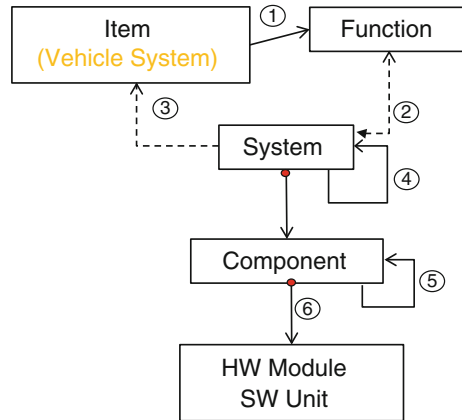 Item
(Vehicle System)
①
Function
③
②
System
④
Component
⑤
⑥
HW Module
SW Unit